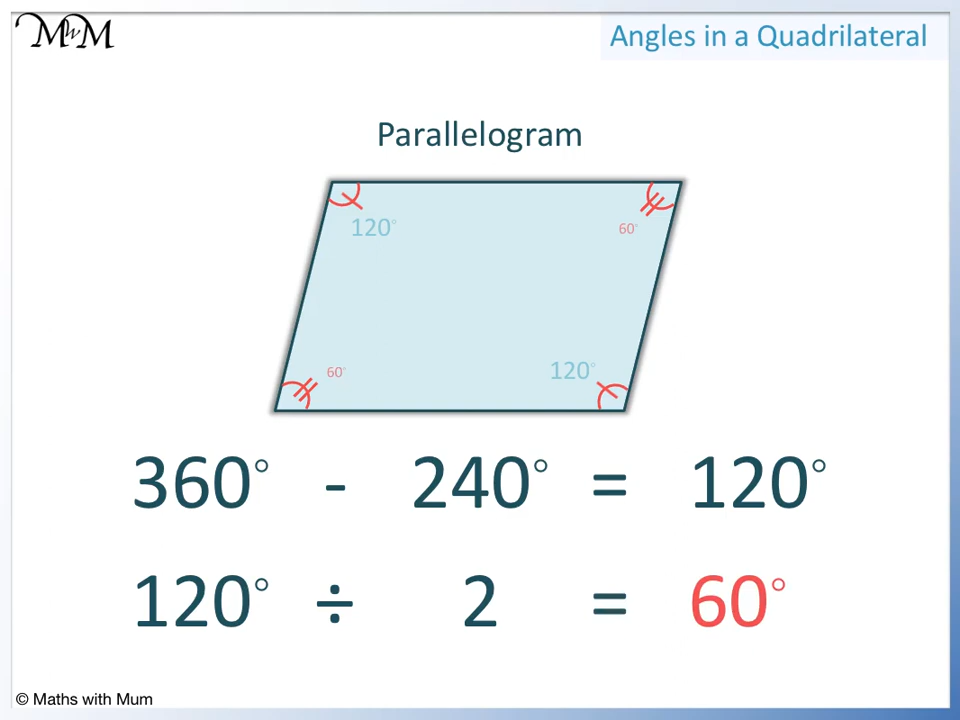 MwM
Angles in a Quadrilateral
Parallelogram
120° 60°
60° 120°
360° - 240° = 120°
120° ÷ 2 = 60°
© Maths with Mum